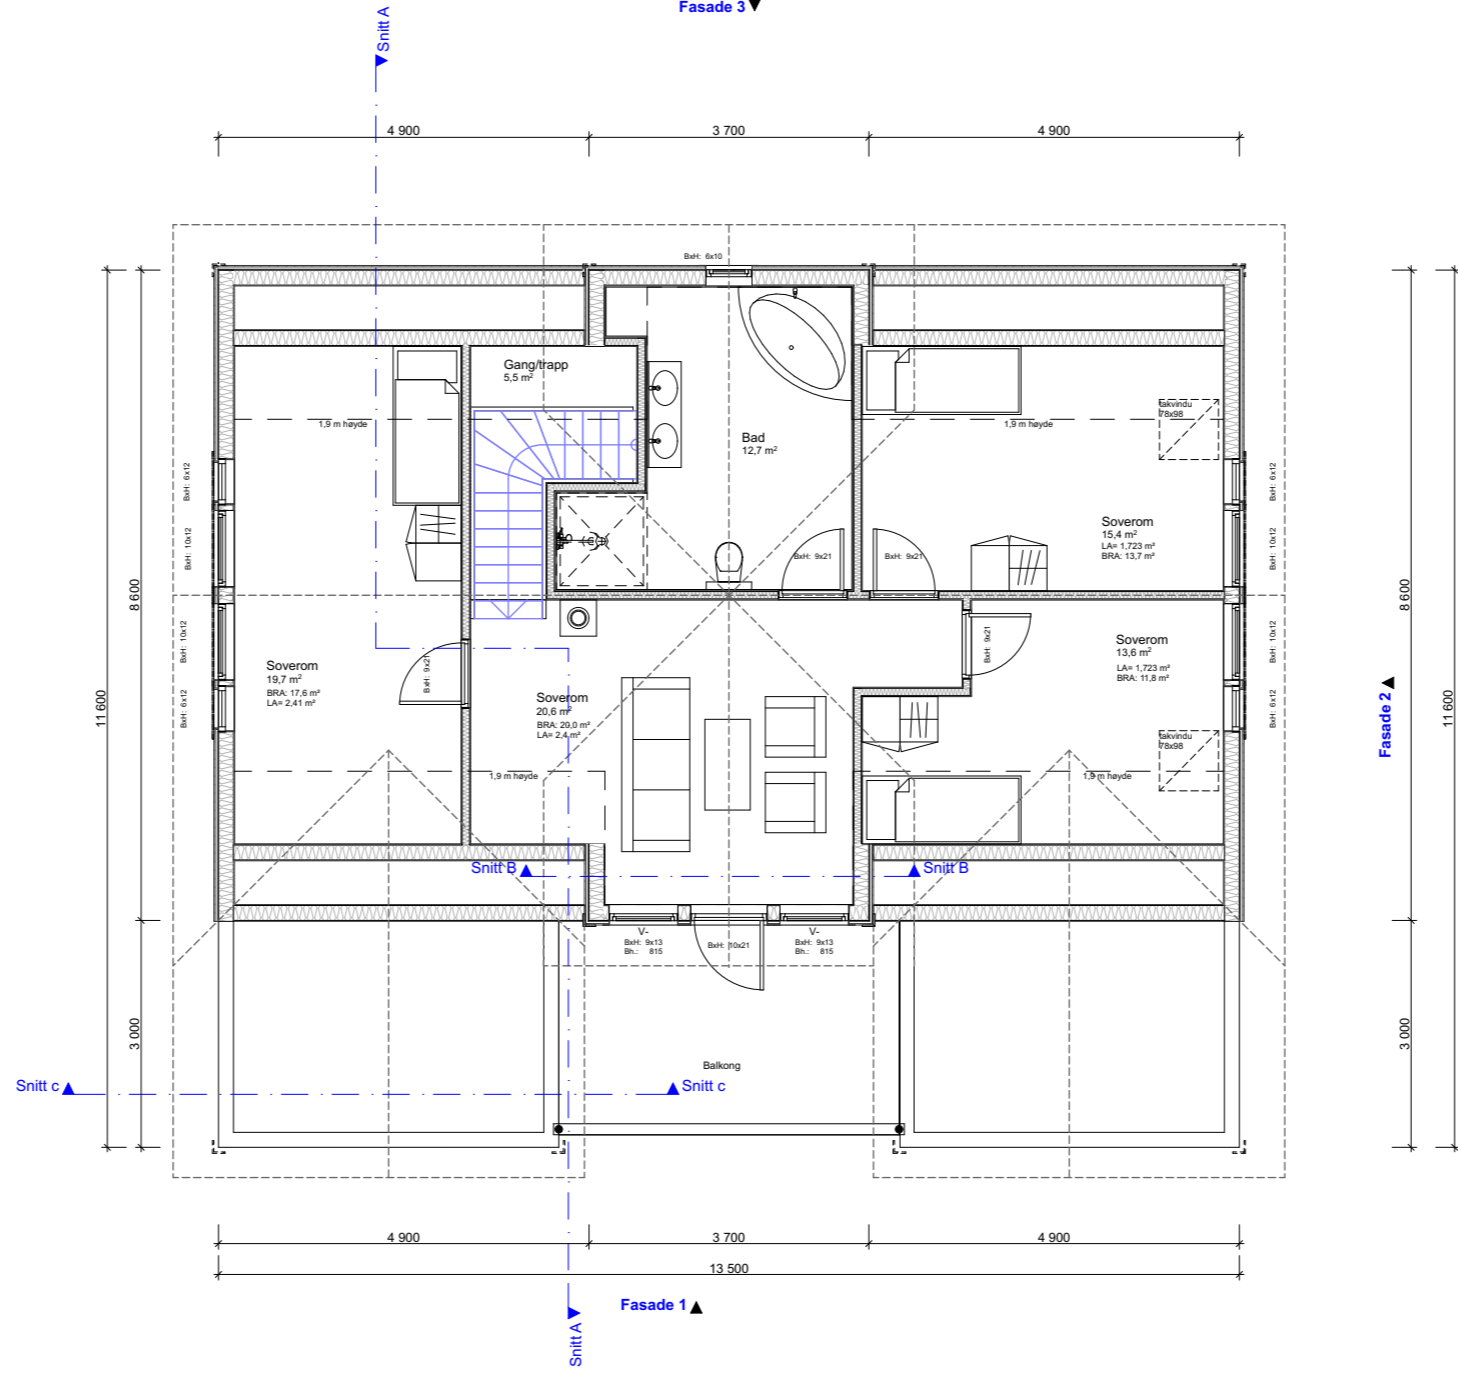 Fasade 3
Snitt A
4 900
3 700
4 900
BxH: 6x10
Gang/trapp
5,5 m²
1,9 m høyde
Bad
12,7 m²
1,9 m høyde
takvindu
78x98
BxH: 6x12
BxH: 10x12
BxH: 10x12
BxH: 6x12
BxH: 6x12
BxH: 10x12
BxH: 10x12
BxH: 6x12
Soverom
15,4 m²
LA= 1,723 m²
BRA: 13,7 m²
BxH: 9x21
BxH: 9x21
8 600
11 600
8 600
11 600
Soverom
19,7 m²
BRA: 17,6 m²
LA= 2,41 m²
BxH: 9x21
Soverom
20,6 m²
BRA: 20,0 m²
LA= 2,4 m²
BxH: 9x21
Soverom
13,6 m²
LA= 1,723 m²
BRA: 11,8 m²
Fasade 2
takvindu
78x98
1,9 m høyde
1,9 m høyde
Snitt B
Snitt B
V-
BxH: 9x13
Bh.: 815
BxH: 10x21
V-
BxH: 9x13
Bh.: 815
3 000
3 000
Balkong
Snitt c
Snitt c
4 900
3 700
4 900
13 500
Fasade 1
Snitt A